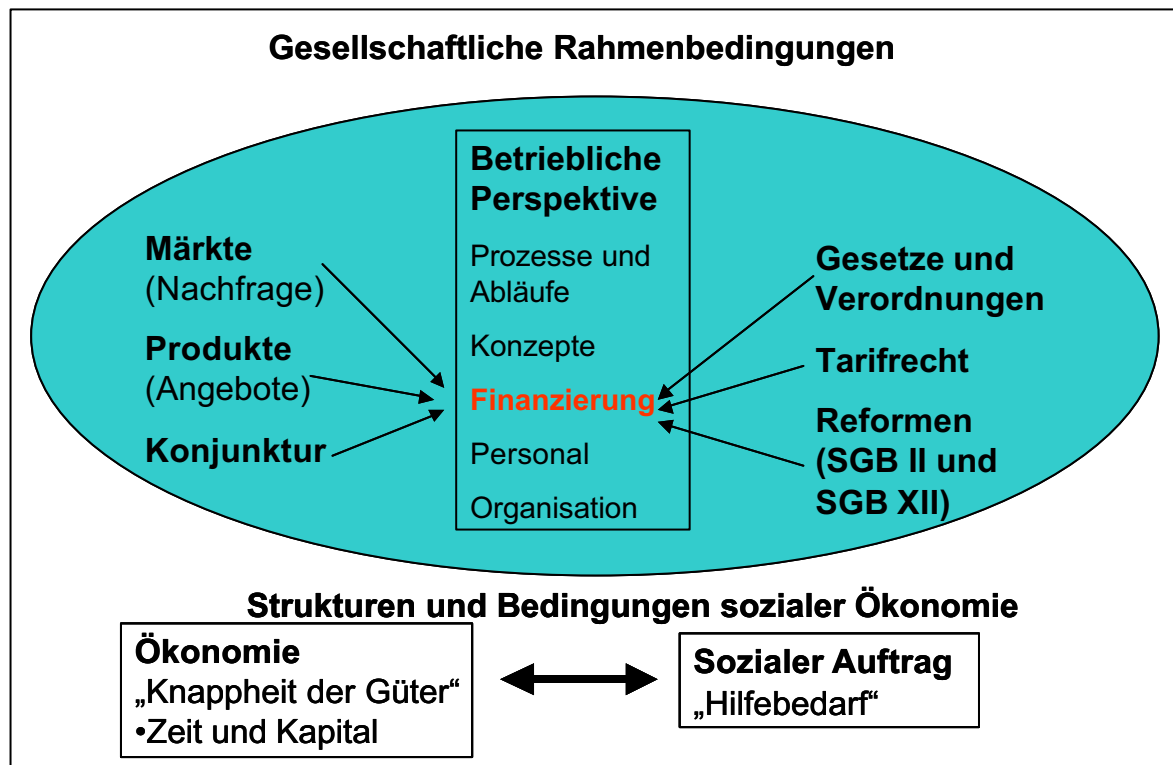 Gesellschaftliche Rahmenbedingungen
Betriebliche
Perspektive
Prozesse und
Abläufe
Konzepte
Finanzierung
Personal
Organisation
Märkte
(Nachfrage)
Produkte
(Angebote)
Konjunktur
Gesetze und
Verordnungen
Tarifrecht
Reformen
(SGB II und
SGB XII)
Strukturen und Bedingungen sozialer Ökonomie
Ökonomie
„Knappheit der Güter“
•Zeit und Kapital
Sozialer Auftrag
„Hilfebedarf“